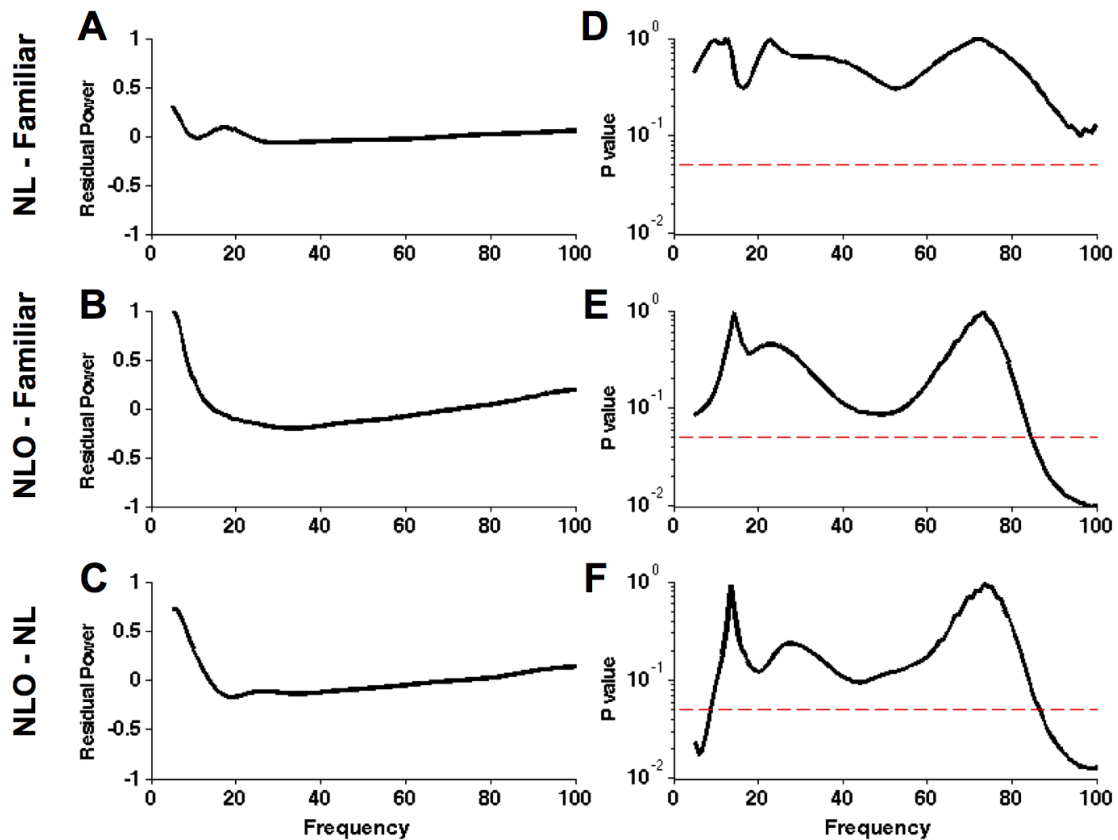 NL - Familiar
A
Residual Power
1
0.5
0
-0.5
-1
0 20 40 60 80 100
D
P value
10^0
10^-1
10^-2
0 20 40 60 80 100
NLO - Familiar
B
Residual Power
1
0.5
0
-0.5
-1
0 20 40 60 80 100
E
P value
10^0
10^-1
10^-2
0 20 40 60 80 100
NLO - NL
C
Residual Power
1
0.5
0
-0.5
-1
0 20 40 60 80 100
Frequency
F
P value
10^0
10^-1
10^-2
0 20 40 60 80 100
Frequency